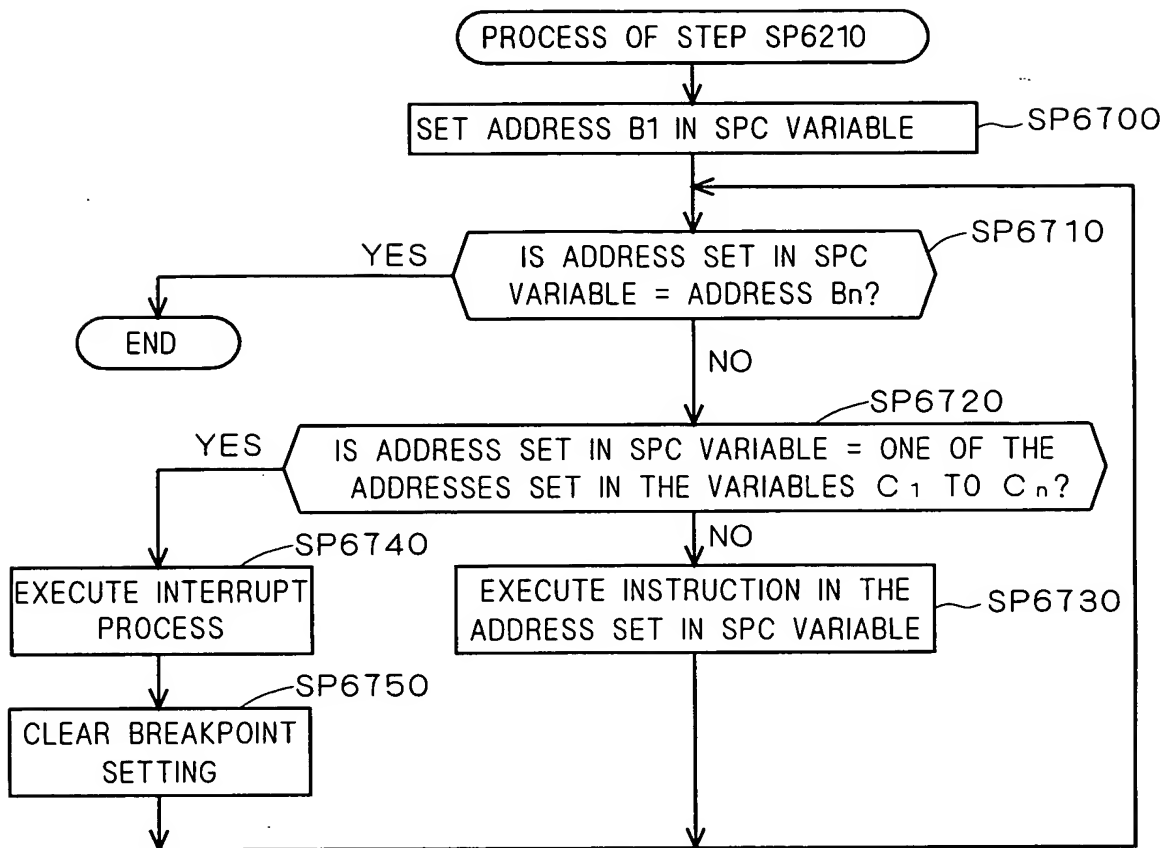 PROCESS OF STEP SP6210
SET ADDRESS B1 IN SPC VARIABLE
SP6700
SP6710
YES
IS ADDRESS SET IN SPC
VARIABLE = ADDRESS Bn?
END
NO
SP6720
YES
IS ADDRESS SET IN SPC VARIABLE = ONE OF THE
ADDRESSES SET IN THE VARIABLES C1 TO Cn?
NO
SP6740
EXECUTE INTERRUPT
PROCESS
EXECUTE INSTRUCTION IN THE
ADDRESS SET IN SPC VARIABLE
SP6730
SP6750
CLEAR BREAKPOINT
SETTING